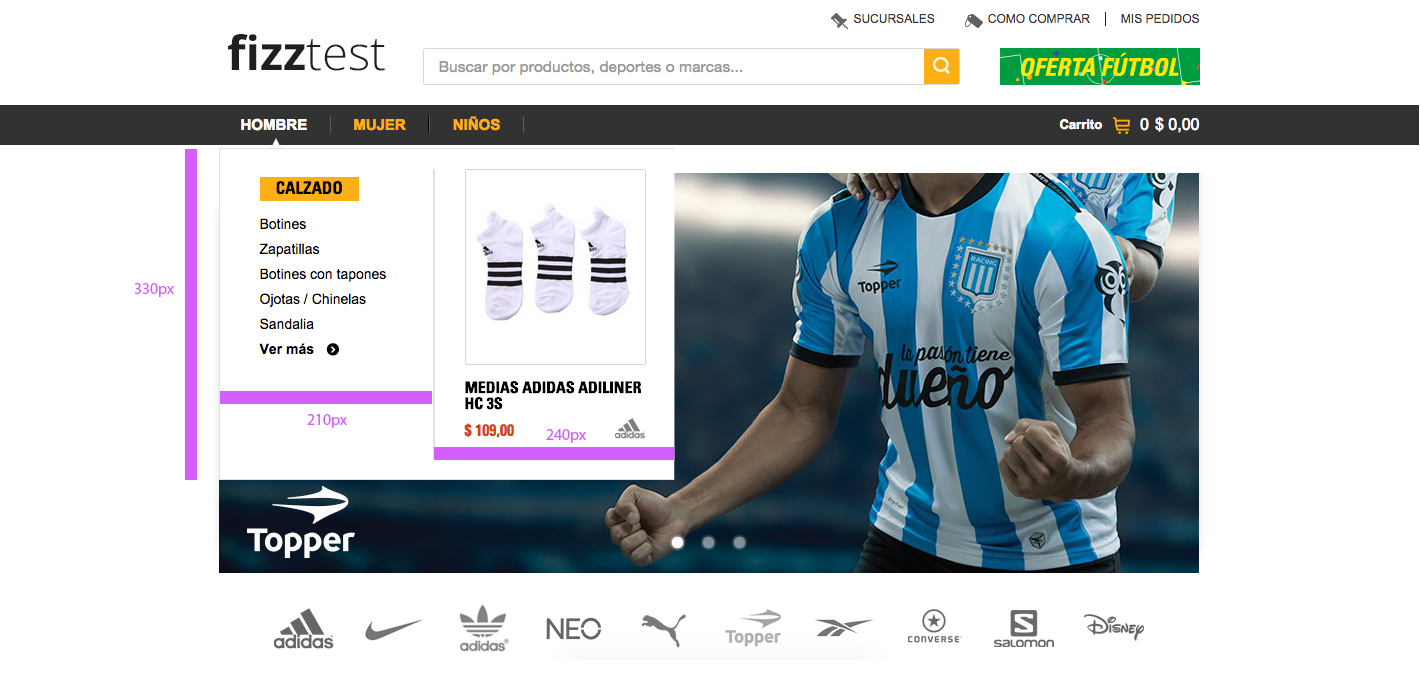 SUCURSALES
COMO COMPRAR
MIS PEDIDOS
fizztest
Buscar por productos, deportes o marcas...
OFERTA FÚTBOL
HOMBRE
MUJER
NIÑOS
Carrito 0 $ 0,00
CALZADO
Botines
Zapatillas
Botines con tapones
Ojotas / Chinelas
Sandalia
Ver más
330px
210px
MEDIAS ADIDAS ADILINER
HC 3S
$ 109,00
240px
adidas
RACING
Topper
la pasión tiene
dueño
Topper
adidas
adidas
NEO
Topper
CONVERSE
SALOMON
DISNEY